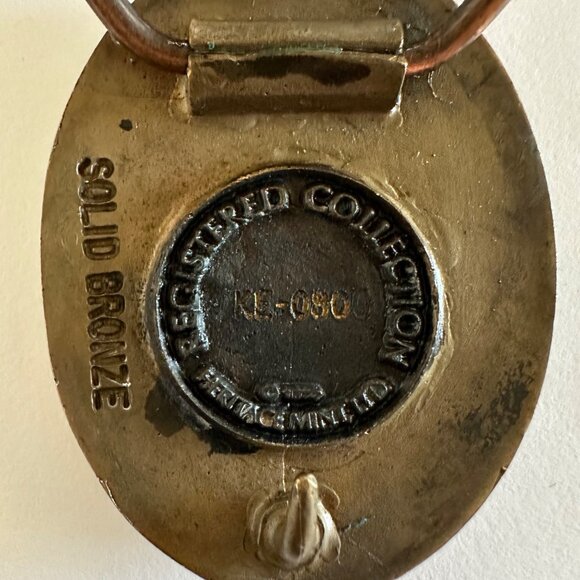 SOLID BRONZE
REGISTERED COLLECTION
HERITAGE MINT, LTD.